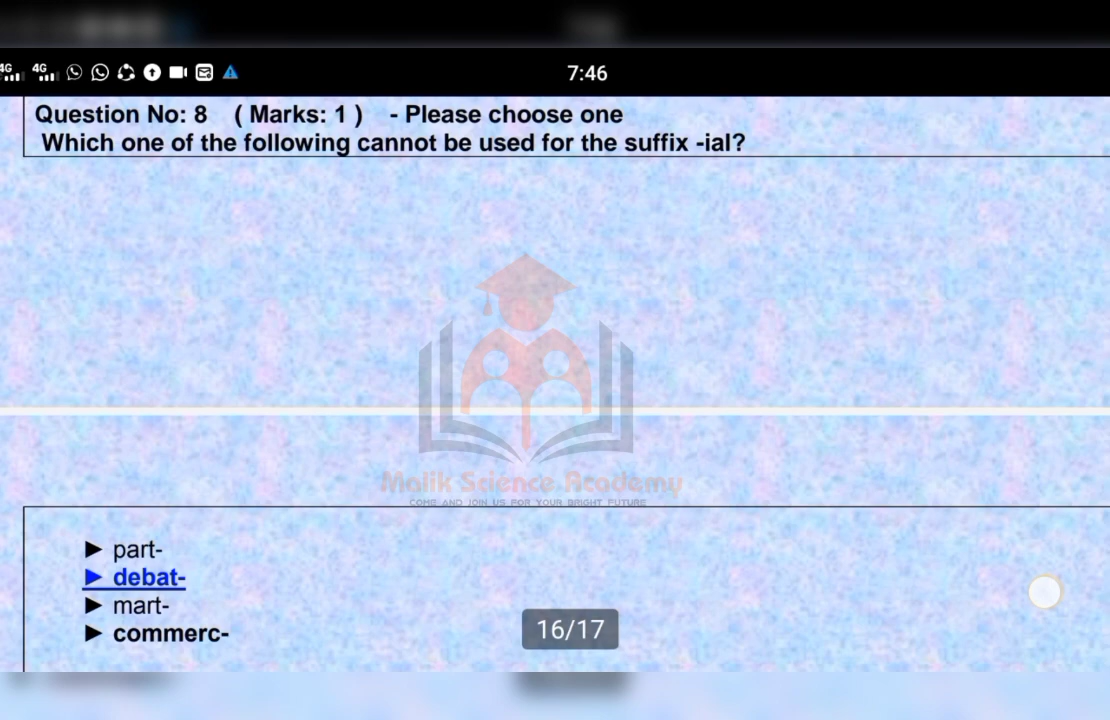 4G 4G 7:46
Question No: 8 ( Marks: 1 ) - Please choose one
Which one of the following cannot be used for the suffix -ial?
Malik Science Academy
COME AND JOIN US FOR YOUR BRIGHT FUTURE
► part-
► debat-
► mart-
► commerc-
16/17